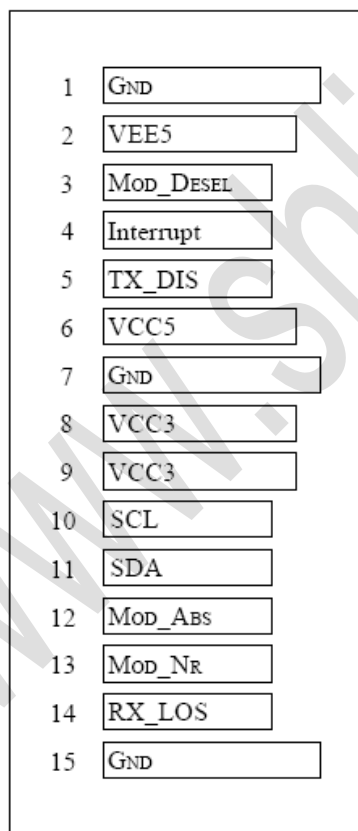 1 GND
2 VEE5
3 MOD_DESEL
4 Interrupt
5 TX_DIS
6 VCC5
7 GND
8 VCC3
9 VCC3
10 SCL
11 SDA
12 MOD_ABS
13 MOD_NR
14 RX_LOS
15 GND